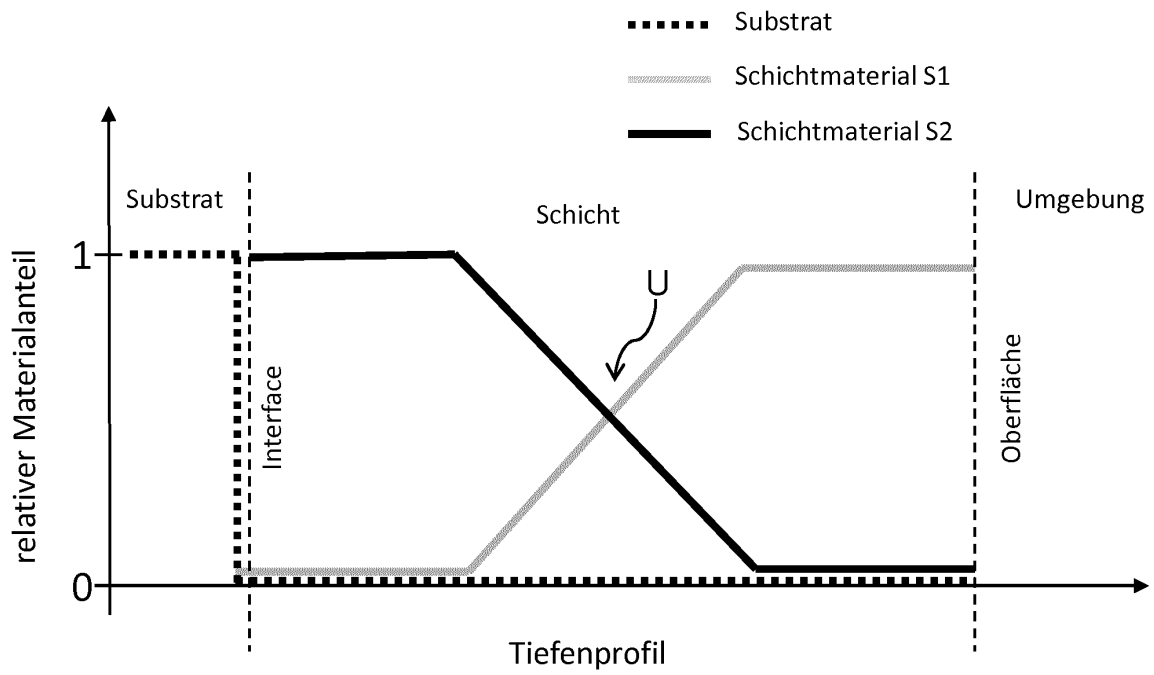 Substrat
Schichtmaterial S1
Schichtmaterial S2
Substrat
Schicht
Umgebung
1
U
relativer Materialanteil
Interface
Oberfläche
0
Tiefenprofil